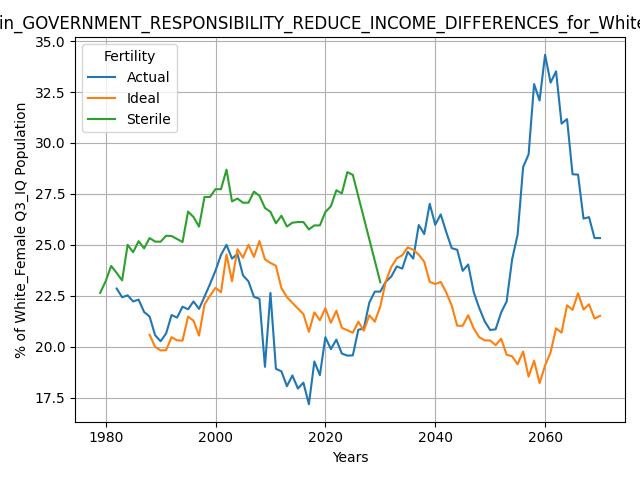 in_GOVERNMENT_RESPONSIBILITY_REDUCE_INCOME_DIFFERENCES_for_White
Fertility
Actual
Ideal
Sterile
% of White_Female Q3_IQ Population
35.0
32.5
30.0
27.5
25.0
22.5
20.0
17.5
1980 2000 2020 2040 2060
Years